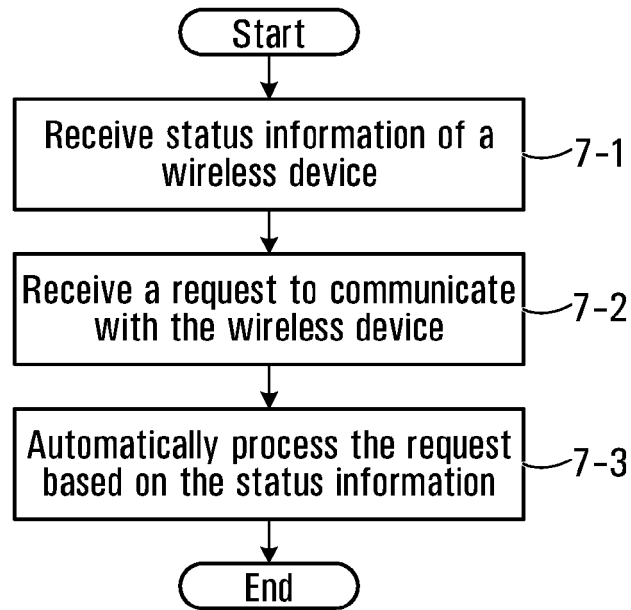 Start
Receive status information of a
wireless device
7-1
Receive a request to communicate
with the wireless device
7-2
Automatically process the request
based on the status information
7-3
End